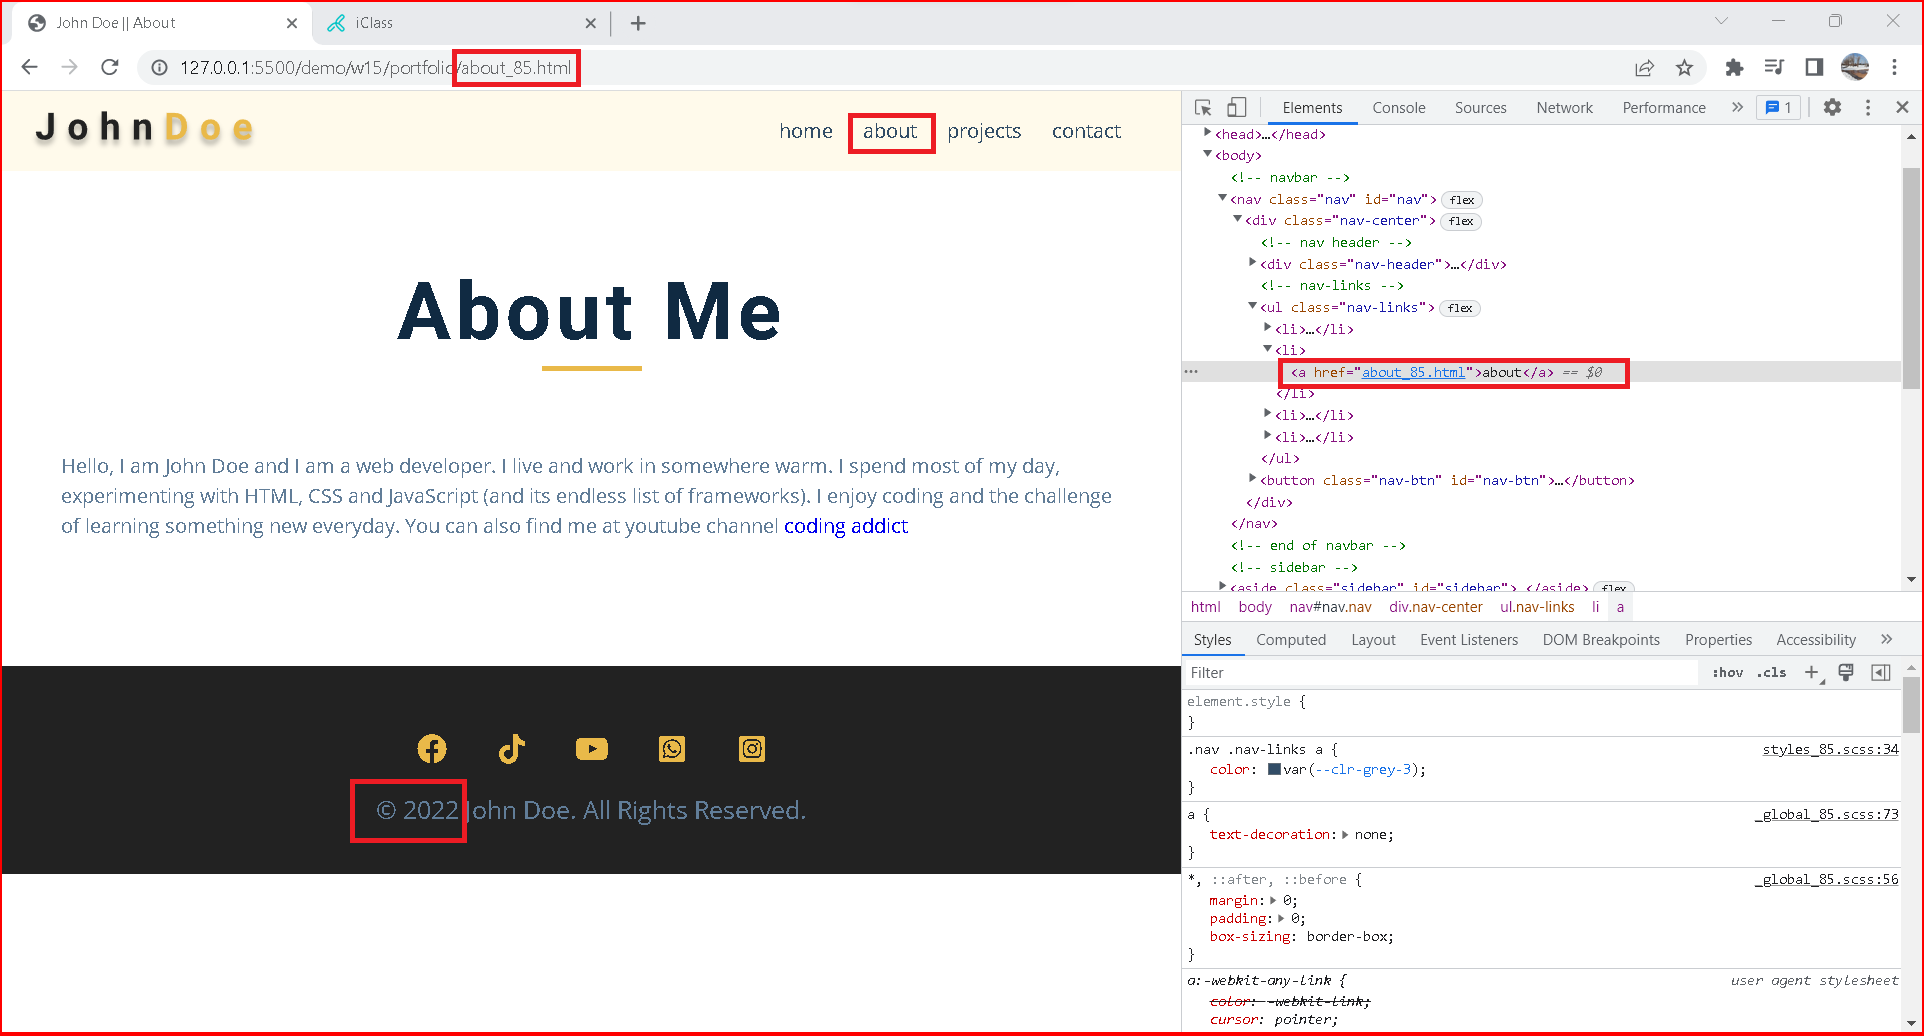 John Doe || About
iClass
127.0.0.1:5500/demo/w15/portfolio/about_85.html
JohnDoe
home about projects contact
About Me
Hello, I am John Doe and I am a web developer. I live and work in somewhere warm. I spend most of my day,
experimenting with HTML, CSS and JavaScript (and its endless list of frameworks). I enjoy coding and the challenge
of learning something new everyday. You can also find me at youtube channel coding addict
© 2022 John Doe. All Rights Reserved.
Elements Console Sources Network Performance » 1
<head>…</head>
<body>
<!-- navbar -->
<nav class="nav" id="nav"> flex
<div class="nav-center"> flex
<!-- nav header -->
<div class="nav-header">…</div>
<!-- nav-links -->
<ul class="nav-links"> flex
<li>…</li>
<li>
<a href="about_85.html">about</a> == $0
</li>
<li>…</li>
<li>…</li>
</ul>
<button class="nav-btn" id="nav-btn">…</button>
</div>
</nav>
<!-- end of navbar -->
<!-- sidebar -->
<aside class="sidebar" id="sidebar">…</aside> flex
html body nav#nav.nav div.nav-center ul.nav-links li a
Styles Computed Layout Event Listeners DOM Breakpoints Properties Accessibility »
Filter :hov .cls +
element.style {
}
.nav .nav-links a { styles_85.scss:34
color: var(--clr-grey-3);
}
a { _global_85.scss:73
text-decoration: none;
}
*, ::after, ::before { _global_85.scss:56
margin: 0;
padding: 0;
box-sizing: border-box;
}
a:-webkit-any-link { user agent stylesheet
color: -webkit-link;
cursor: pointer;